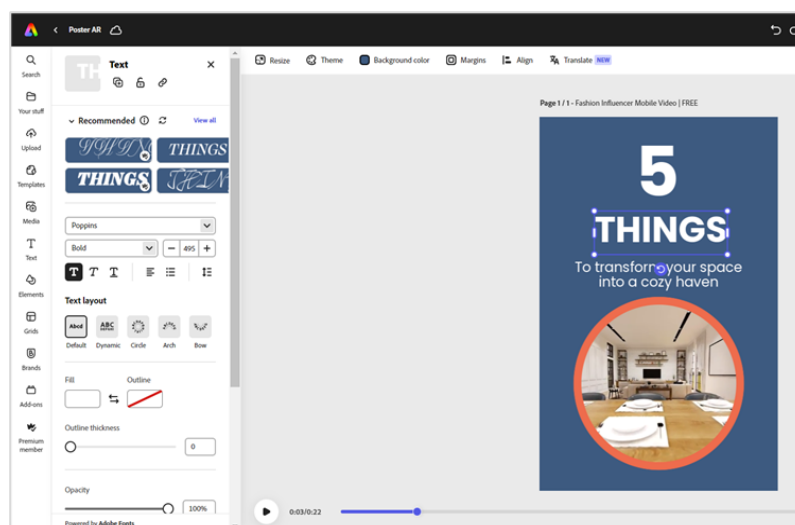 Poster AR
Search
Your stuff
Upload
Templates
Media
Text
Elements
Grids
Brands
Add-ons
Premium
member
Text
Recommended
View all
THINGS
THINGS
Poppins
Bold
495
T T T
Text layout
Abcd
ABC
Default Dynamic Circle Arch Bow
Fill Outline
Outline thickness
0
Opacity
100%
Powered by Adobe Fonts
Resize Theme Background color Margins Align Translate NEW
Page 1 / 1 - Fashion Influencer Mobile Video | FREE
5
THINGS
To transform your space
into a cozy haven
0:03/0:22